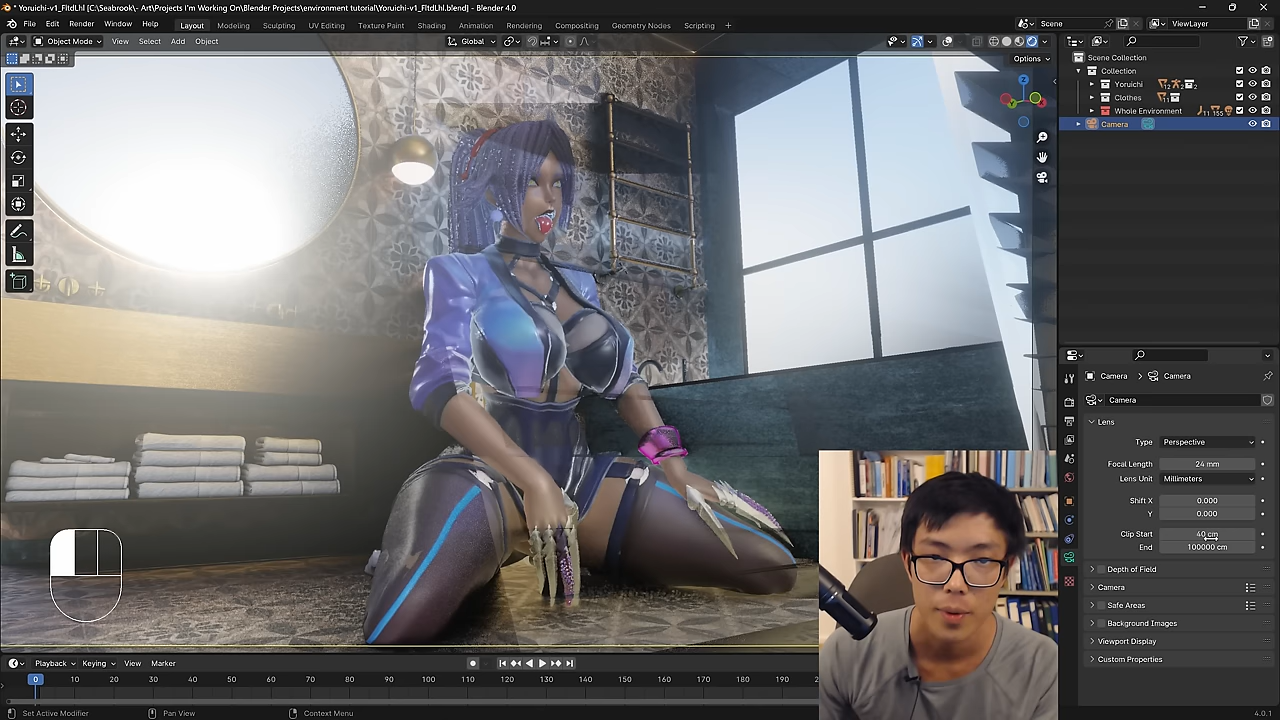 * Yoruichi-v1_FltdLhl [C:\Seabrook\- Art\Projects I'm Working On\Blender Projects\environment tutorial\Yoruichi-v1_FltdLhl.blend] - Blender 4.0
File Edit Render Window Help Layout Modeling Sculpting UV Editing Texture Paint Shading Animation Rendering Compositing Geometry Nodes Scripting + Scene ViewLayer
Object Mode View Select Add Object Global
Options
Scene Collection
Collection
Yoruichi
Clothes
Whole Environment
Camera
Z
Camera > Camera
Camera
Lens
Type Perspective
Focal Length 24 mm
Lens Unit Millimeters
Shift X 0.000
Y 0.000
Clip Start 40 cm
End 100000 cm
Depth of Field
Camera
Safe Areas
Background Images
Viewport Display
Custom Properties
Playback Keying View Marker
0 10 20 30 40 50 60 70 80 90 100 110 120 130 140 150 160 170 180 190
Set Active Modifier Pan View Context Menu 4.0.1